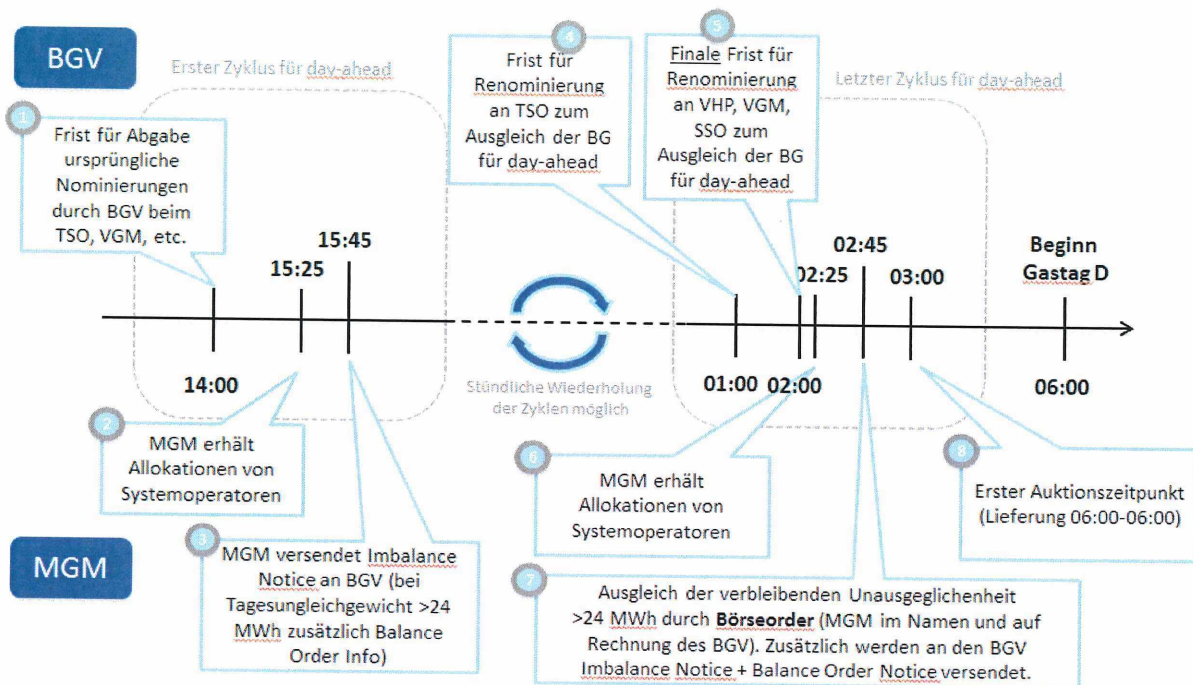 BGV
Erster Zyklus für day-ahead
Letzter Zyklus für day-ahead
1
Frist für Abgabe
ursprüngliche
Nominierungen
durch BGV beim
TSO, VGM, etc.
4
Frist für
Renominierung
an TSO zum
Ausgleich der BG
für day-ahead
5
Finale Frist für
Renominierung
an VHP, VGM,
SSO zum
Ausgleich der BG
für day-ahead
15:25
15:45
02:25
02:45
03:00
Beginn
Gastag D
14:00
Stündliche Wiederholung
der Zyklen möglich
01:00
02:00
06:00
2
MGM erhält
Allokationen von
Systemoperatoren
6
MGM erhält
Allokationen von
Systemoperatoren
8
Erster Auktionszeitpunkt
(Lieferung 06:00-06:00)
MGM
3
MGM versendet Imbalance
Notice an BGV (bei
Tagesungleichgewicht >24
MWh zusätzlich Balance
Order Info)
7
Ausgleich der verbleibenden Unausgeglichenheit
>24 MWh durch Börseorder (MGM im Namen und auf
Rechnung des BGV). Zusätzlich werden an den BGV
Imbalance Notice + Balance Order Notice versendet.